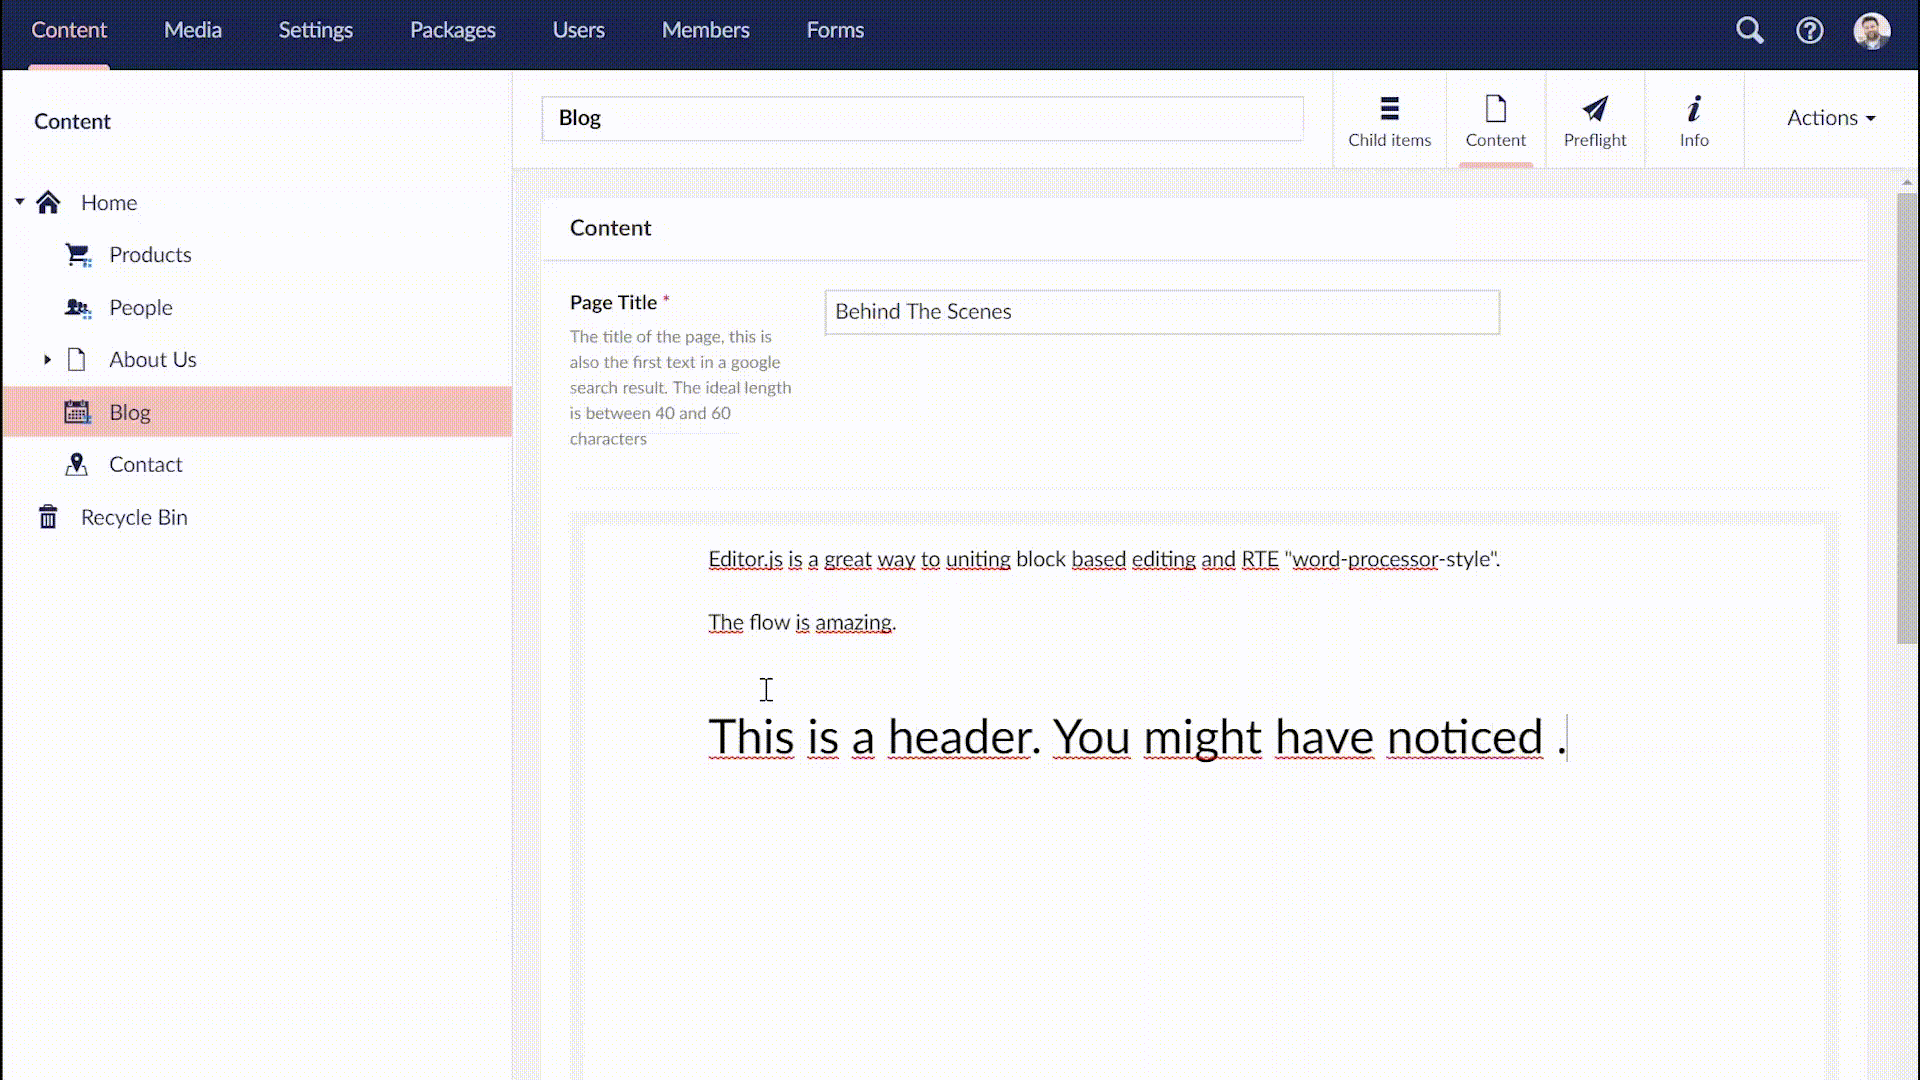 Content Media Settings Packages Users Members Forms
Content
Home
Products
People
About Us
Blog
Contact
Recycle Bin
Blog
Child items Content Preflight Info Actions
Content
Page Title * Behind The Scenes
The title of the page, this is
also the first text in a google
search result. The ideal length
is between 40 and 60
characters
Editor.js is a great way to uniting block based editing and RTE "word-processor-style".
The flow is amazing.
This is a header. You might have noticed .